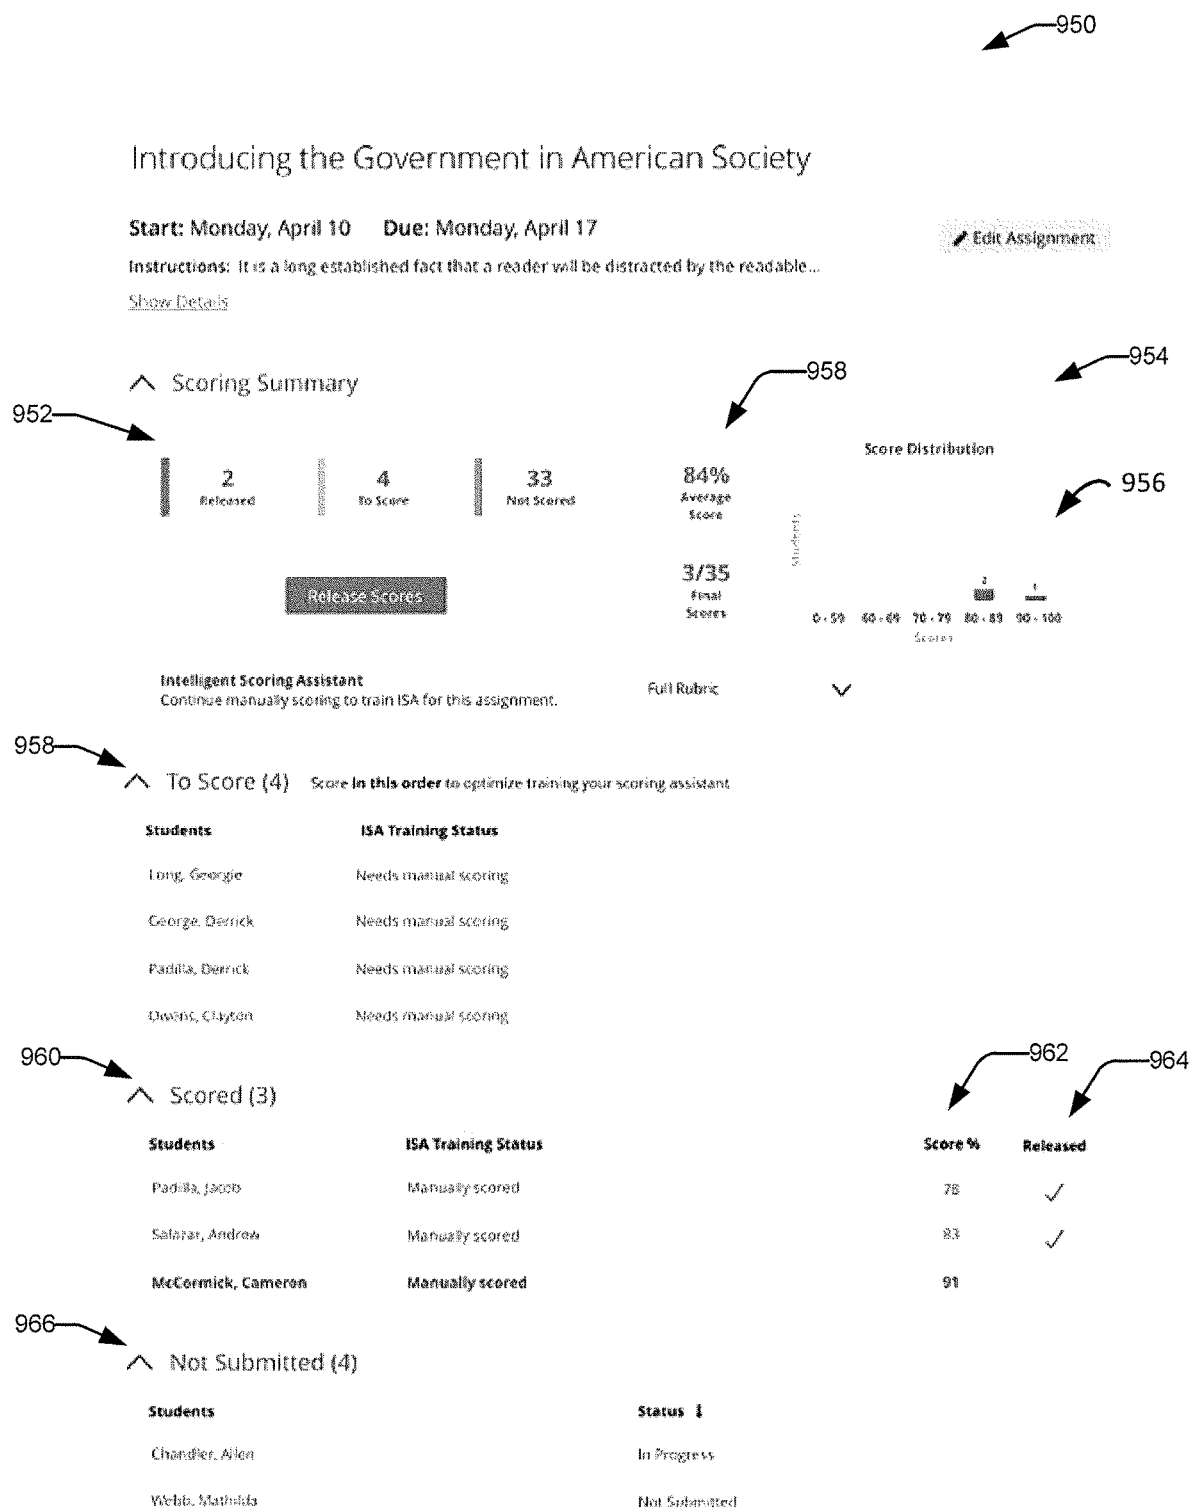 950
Introducing the Government in American Society
Start: Monday, April 10 Due: Monday, April 17
Edit Assignment
Instructions: It is a long established fact that a reader will be distracted by the readable...
Show Details
954
958
Scoring Summary
952
Score Distribution
2 Released
4 To Score
33 Not Scored
84% Average Score
956
Students
3/35 Final Scores
Release Scores
2 1
0 - 59 60 - 69 70 - 79 80 - 89 90 - 100
Scores
Intelligent Scoring Assistant
Continue manually scoring to train ISA for this assignment.
Full Rubric
958
To Score (4) Score in this order to optimize training your scoring assistant
Students ISA Training Status
Long, Georgie Needs manual scoring
George, Derrick Needs manual scoring
Padilla, Derrick Needs manual scoring
Owens, Clayton Needs manual scoring
960
962
964
Scored (3)
Students ISA Training Status Score % Released
Padilla, Jacob Manually scored 78
Salazar, Andrew Manually scored 83
McCormick, Cameron Manually scored 91
966
Not Submitted (4)
Students Status
Chandler, Allen In Progress
Webb, Mathilda Not Submitted